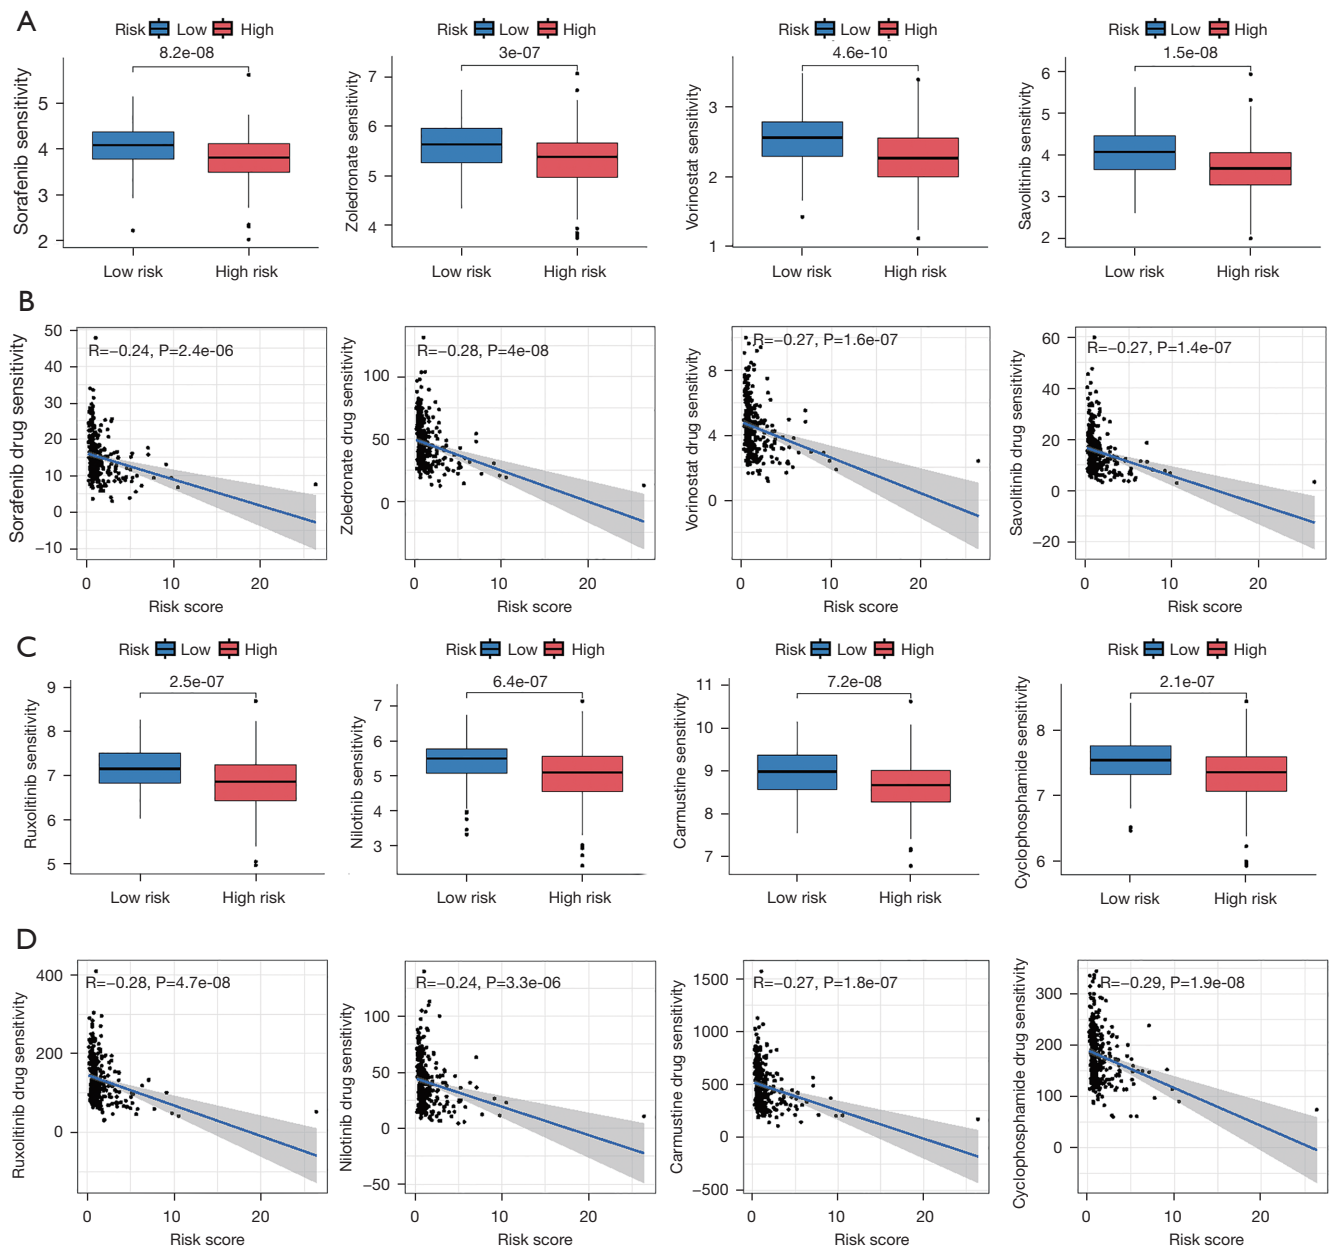 A
Risk Low High
8.2e-08
Sorafenib sensitivity
5
4
3
2
Low risk High risk
Risk Low High
3e-07
Zoledronate sensitivity
7
6
5
4
Low risk High risk
Risk Low High
4.6e-10
Vorinostat sensitivity
3
2
1
Low risk High risk
Risk Low High
1.5e-08
Savolitinib sensitivity
6
5
4
3
2
Low risk High risk
B
Sorafenib drug sensitivity
R=−0.24, P=2.4e-06
50
40
30
20
10
0
−10
0 10 20
Risk score
Zoledronate drug sensitivity
R=−0.28, P=4e-08
100
50
0
0 10 20
Risk score
Vorinostat drug sensitivity
R=−0.27, P=1.6e-07
8
4
0
0 10 20
Risk score
Savolitinib drug sensitivity
R=−0.27, P=1.4e-07
60
40
20
0
−20
0 10 20
Risk score
C
Risk Low High
2.5e-07
Ruxolitinib sensitivity
9
8
7
6
5
Low risk High risk
Risk Low High
6.4e-07
Nilotinib sensitivity
7
6
5
4
3
Low risk High risk
Risk Low High
7.2e-08
Carmustine sensitivity
11
10
9
8
7
Low risk High risk
Risk Low High
2.1e-07
Cyclophosphamide sensitivity
8
7
6
Low risk High risk
D
Ruxolitinib drug sensitivity
R=−0.28, P=4.7e-08
400
200
0
0 10 20
Risk score
Nilotinib drug sensitivity
R=−0.24, P=3.3e-06
100
50
0
−50
0 10 20
Risk score
Carmustine drug sensitivity
R=−0.27, P=1.8e-07
1500
1000
500
0
−500
0 10 20
Risk score
Cyclophosphamide drug sensitivity
R=−0.29, P=1.9e-08
300
200
100
0
0 10 20
Risk score